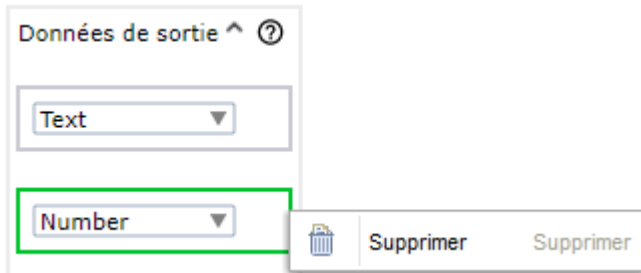 Données de sortie ^ ?
Text
Number
Supprimer Supprimer